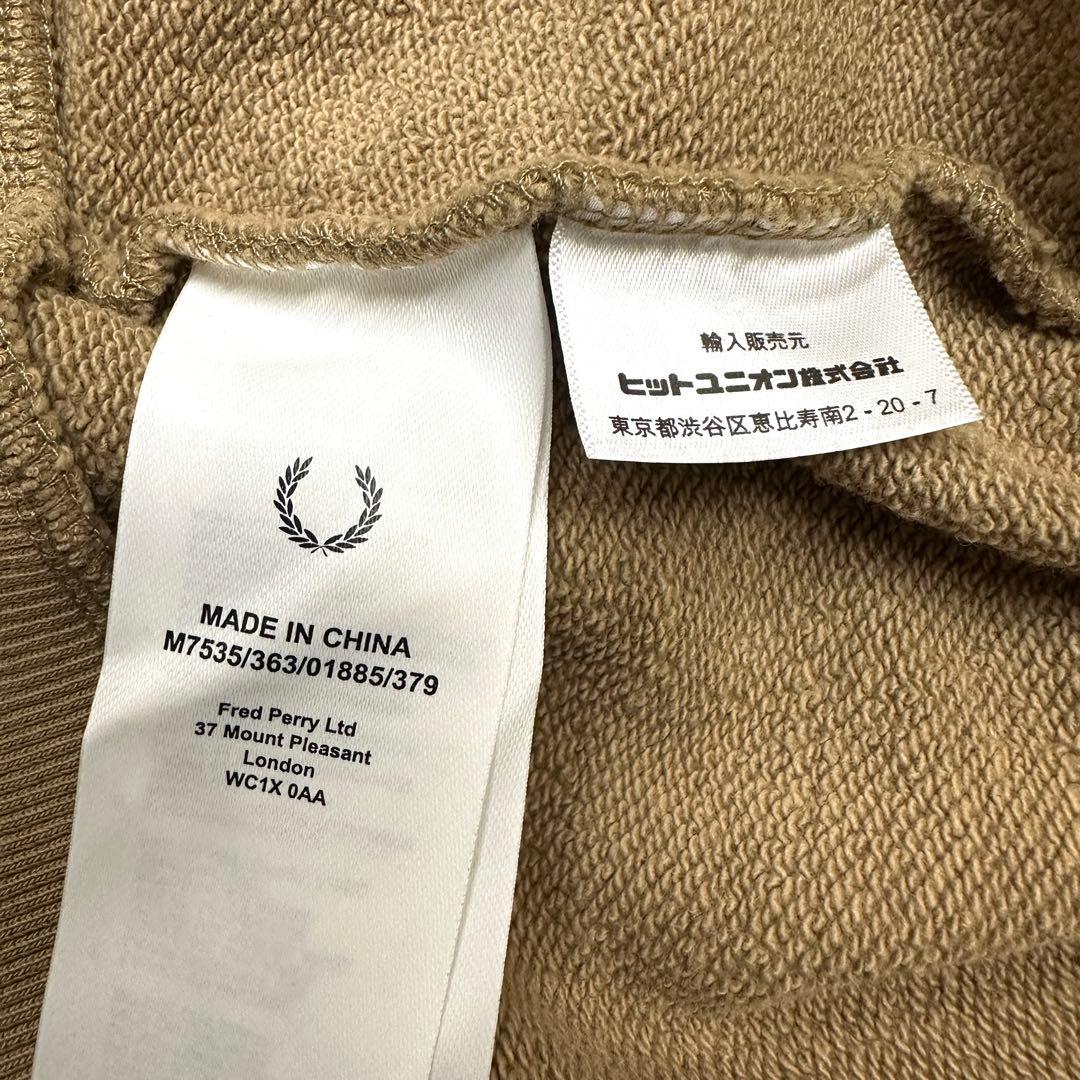 MADE IN CHINA
M7535/363/01885/379
Fred Perry Ltd
37 Mount Pleasant
London
WC1X 0AA
輸入販売元
ヒットユニオン株式会社
東京都渋谷区恵比寿南2-20-7